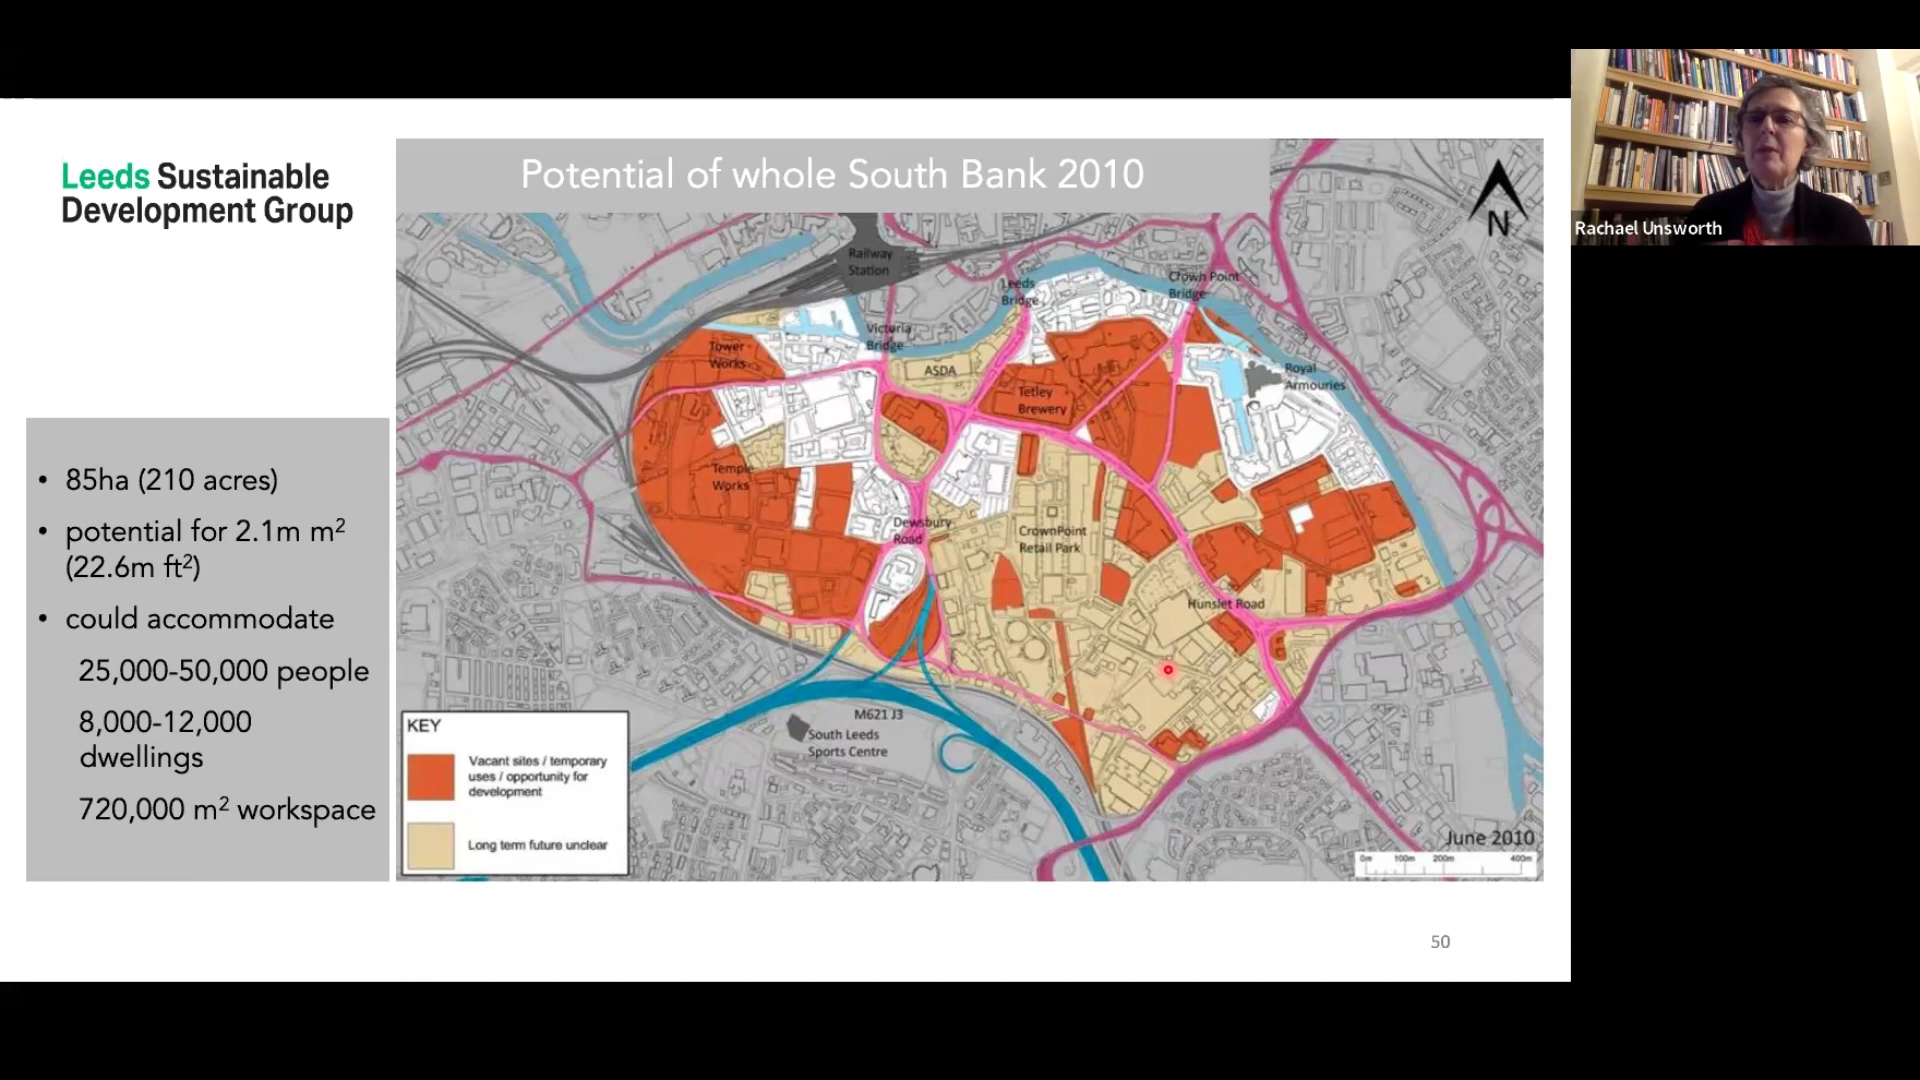 Leeds Sustainable
Development Group
Potential of whole South Bank 2010
Rachael Unsworth
• 85ha (210 acres)
• potential for 2.1m m²
(22.6m ft²)
• could accommodate
25,000-50,000 people
8,000-12,000
dwellings
720,000 m² workspace
N
Railway
Station
Leeds
Bridge
Crown Point
Bridge
Victoria
Bridge
Tower
Works
ASDA
Royal
Armouries
Tetley
Brewery
Temple
Works
Dewsbury
Road
CrownPoint
Retail Park
Hunslet Road
M621 J3
South Leeds
Sports Centre
KEY
Vacant sites / temporary
uses / opportunity for
development
Long term future unclear
June 2010
0m 100m 200m 400m
50